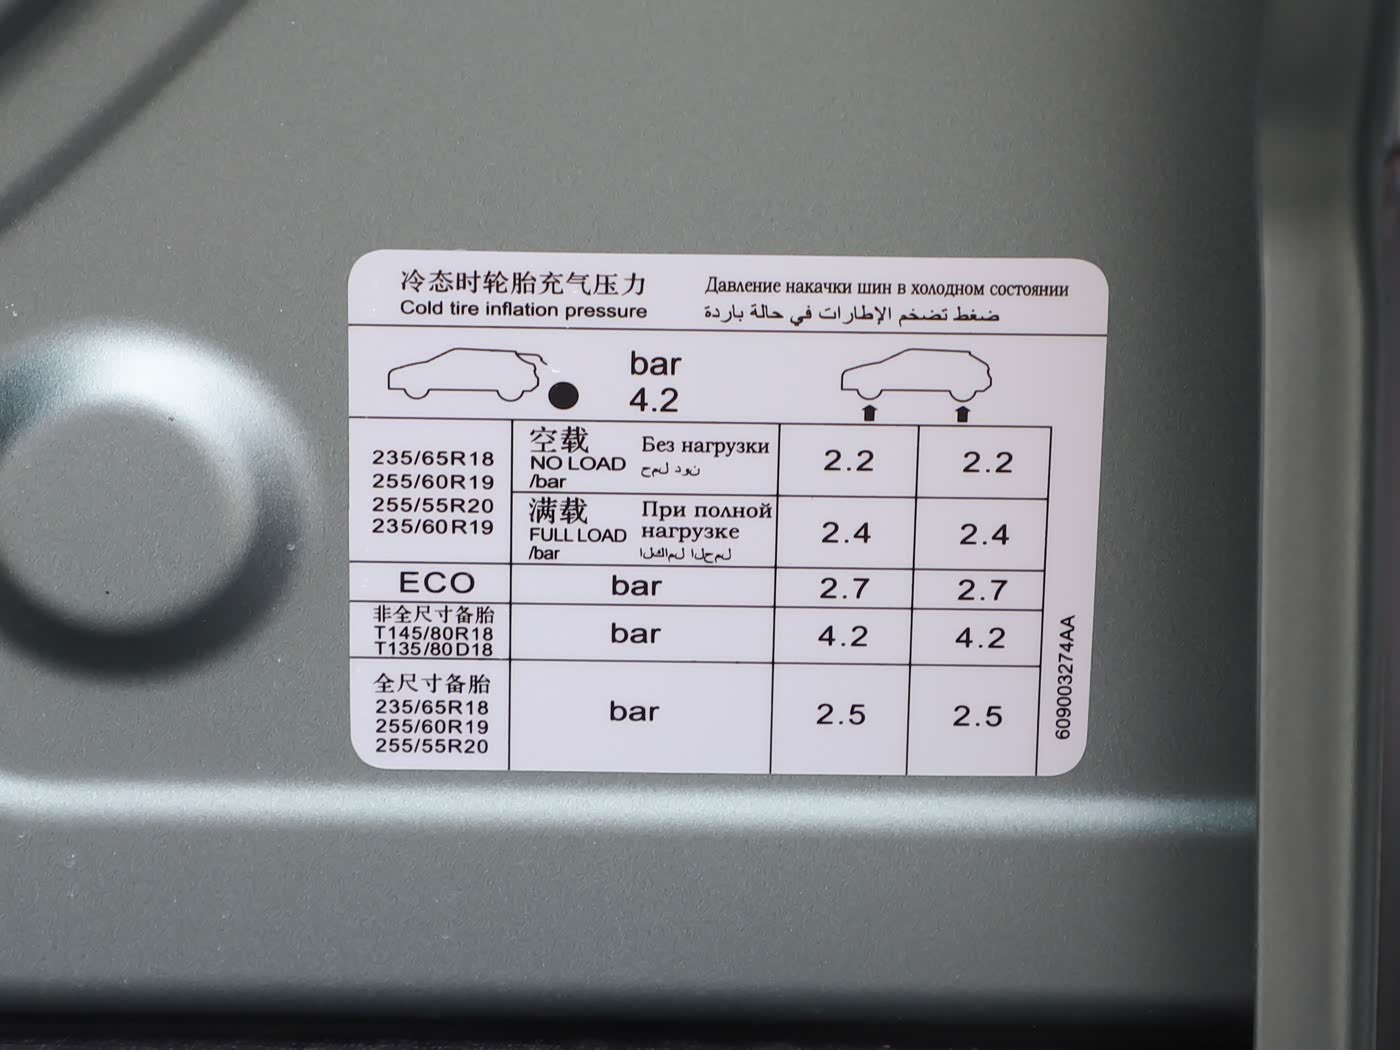 冷态时轮胎充气压力
Cold tire inflation pressure
Давление накачки шин в холодном состоянии
ضغط تضخم الإطارات في حالة باردة
bar
4.2
235/65R18
255/60R19
255/55R20
235/60R19
空载
NO LOAD
/bar
Без нагрузки
نود لمح
2.2
2.2
满载
FULL LOAD
/bar
При полной
нагрузке
لمحلا لماكلا
2.4
2.4
ECO
bar
2.7
2.7
非全尺寸备胎
T145/80R18
T135/80D18
bar
4.2
4.2
全尺寸备胎
235/65R18
255/60R19
255/55R20
bar
2.5
2.5
609003274AA